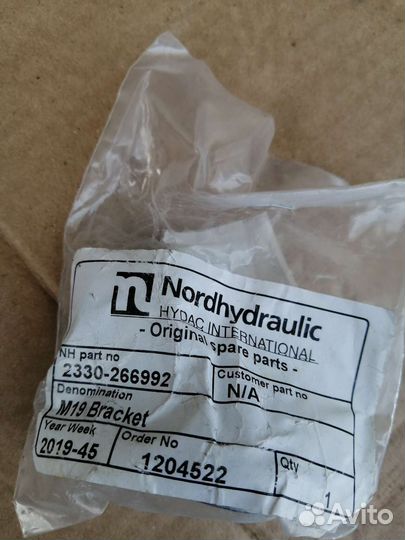 Nordhydraulic
HYDAC INTERNATIONAL
- Original spare parts -
NH part no
2330-266992
Customer part no
N/A
Denomination
M19 Bracket
Year Week
2019-45
Order No
1204522
Qty
1
Avito